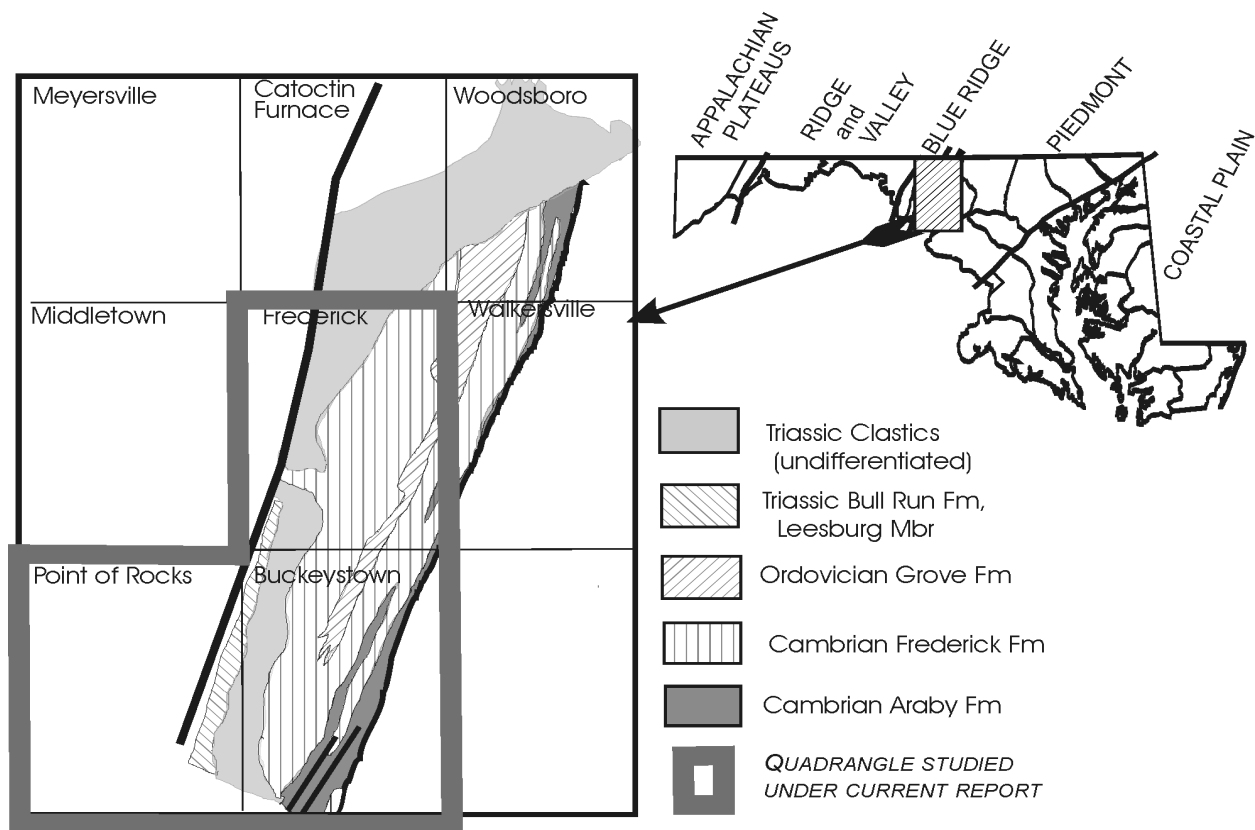 Meyersville
Catoctin
Furnace
Woodsboro
Middletown
Frederick
Walkersville
Point of Rocks
Buckeystown
APPALACHIAN
PLATEAUS
RIDGE
and
VALLEY
BLUE RIDGE
PIEDMONT
COASTAL PLAIN
Triassic Clastics
(undifferentiated)
Triassic Bull Run Fm,
Leesburg Mbr
Ordovician Grove Fm
Cambrian Frederick Fm
Cambrian Araby Fm
QUADRANGLE STUDIED
UNDER CURRENT REPORT